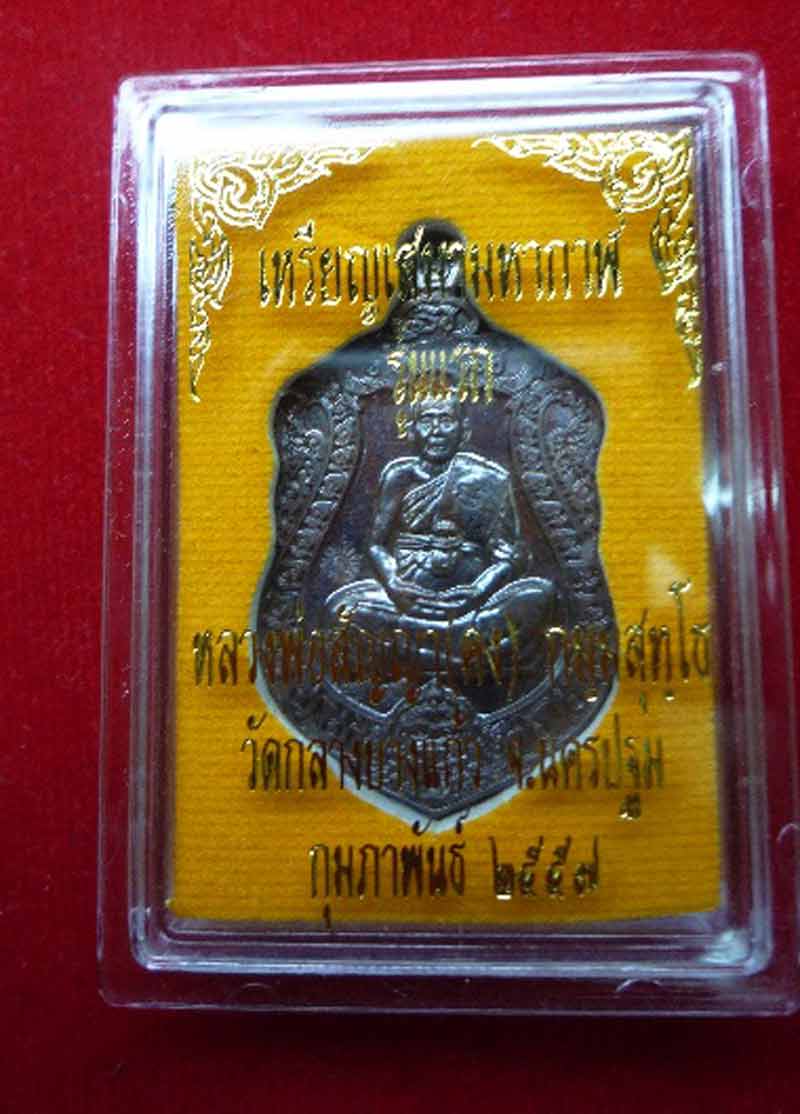 เหรียญเสมามหากาฬ
รุ่นแรก
หลวงพ่อสัญญา(คง) กมฺมสุทฺโธ
วัดกลางบางแก้ว จ.นครปฐม
กุมภาพันธ์ ๒๕๕๗